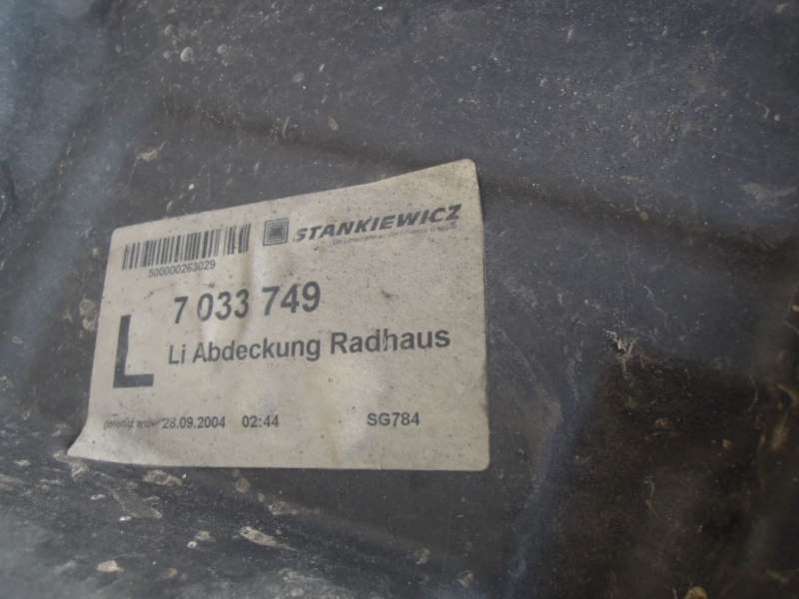 STANKIEWICZ
500000263029
7 033 749
L
Li Abdeckung Radhaus
28.09.2004 02:44 SG784